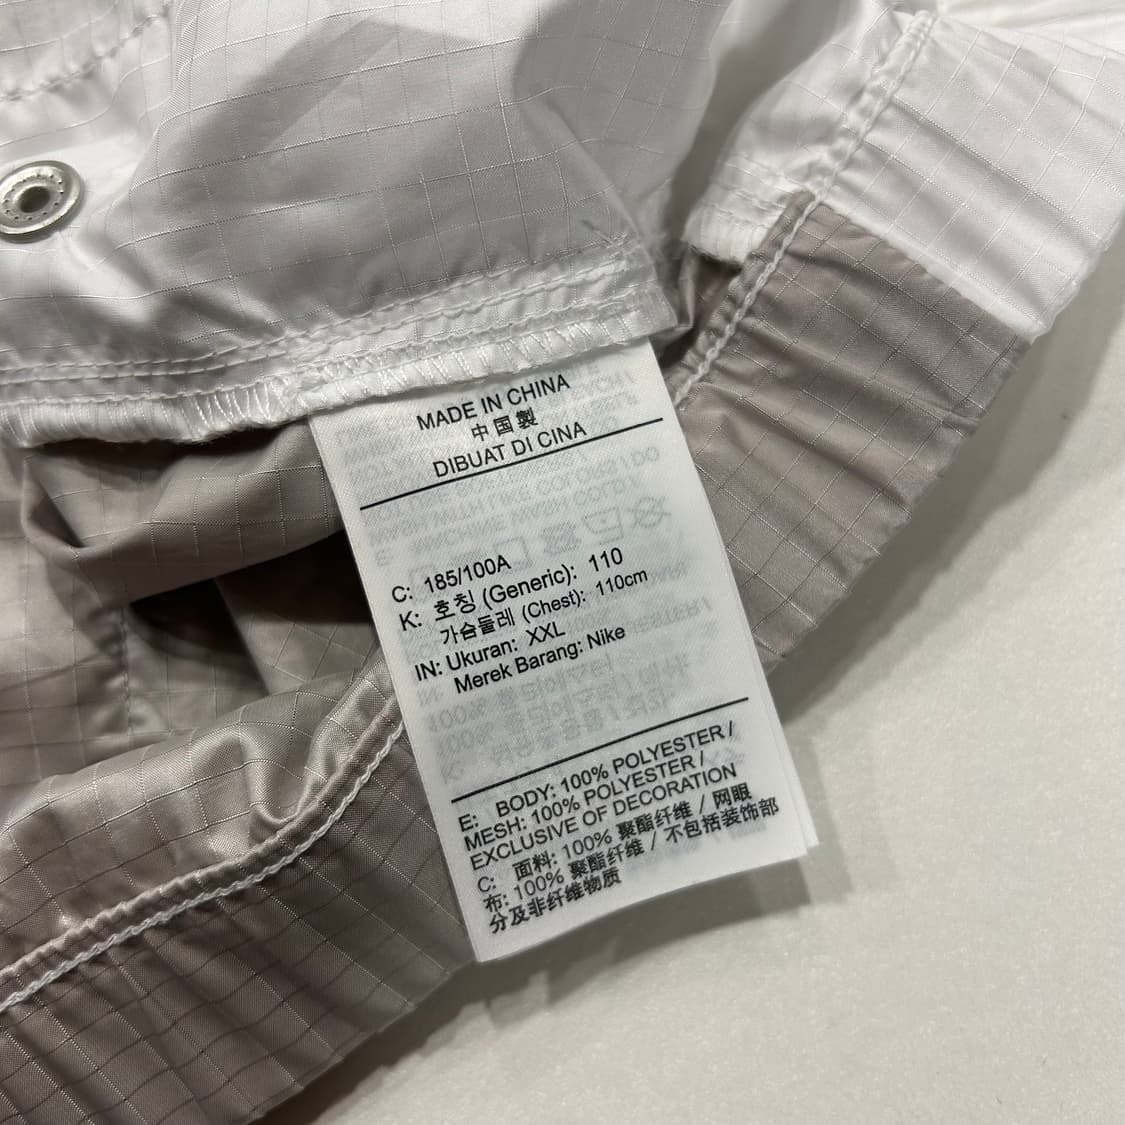 MADE IN CHINA
中国製
DIBUAT DI CINA
C: 185/100A
K: 호칭 (Generic): 110
가슴둘레 (Chest): 110cm
IN: Ukuran: XXL
Merek Barang: Nike
E: BODY: 100% POLYESTER /
MESH: 100% POLYESTER /
EXCLUSIVE OF DECORATION
C: 面料: 100% 聚酯纤维 / 网眼
布: 100% 聚酯纤维 / 不包括装饰部
分及非纤维物质